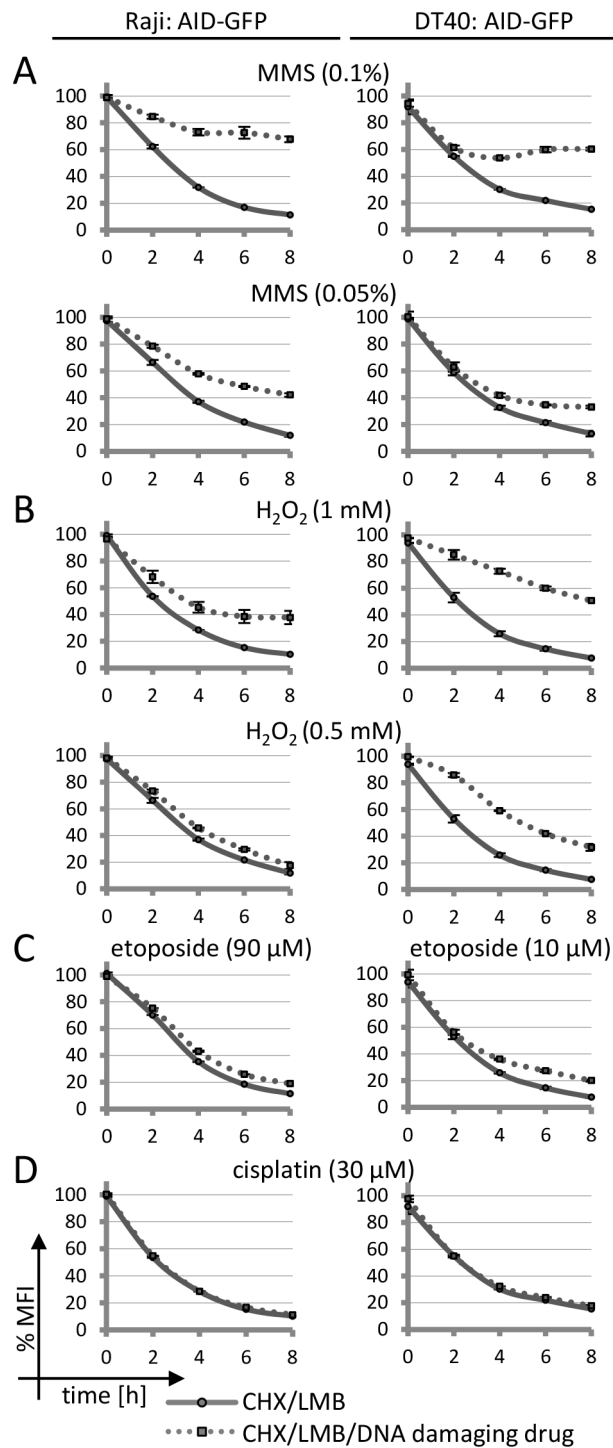 Raji: AID-GFP
DT40: AID-GFP
A
MMS (0.1%)
100
80
60
40
20
0
0 2 4 6 8
100
80
60
40
20
0
0 2 4 6 8
MMS (0.05%)
100
80
60
40
20
0
0 2 4 6 8
100
80
60
40
20
0
0 2 4 6 8
B
H₂O₂ (1 mM)
100
80
60
40
20
0
0 2 4 6 8
100
80
60
40
20
0
0 2 4 6 8
H₂O₂ (0.5 mM)
100
80
60
40
20
0
0 2 4 6 8
100
80
60
40
20
0
0 2 4 6 8
C
etoposide (90 µM)
etoposide (10 µM)
100
80
60
40
20
0
0 2 4 6 8
100
80
60
40
20
0
0 2 4 6 8
D
cisplatin (30 µM)
100
80
60
40
20
0
0 2 4 6 8
100
80
60
40
20
0
0 2 4 6 8
% MFI
time [h]
CHX/LMB
CHX/LMB/DNA damaging drug